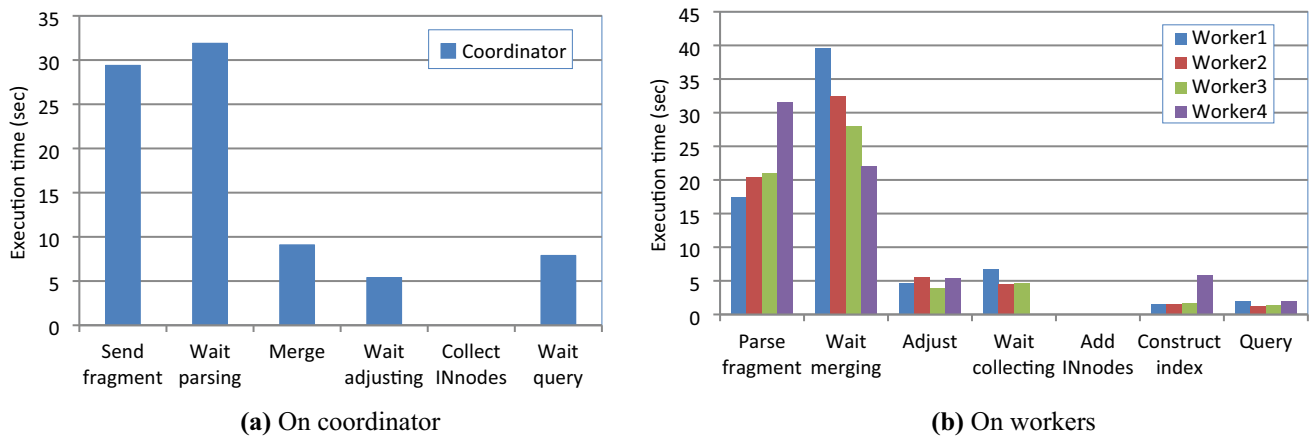 35
30
25
20
15
10
5
0
Execution time (sec)
Coordinator
Send fragment
Wait parsing
Merge
Wait adjusting
Collect INnodes
Wait query
(a) On coordinator
45
40
35
30
25
20
15
10
5
0
Execution time (sec)
Worker1
Worker2
Worker3
Worker4
Parse fragment
Wait merging
Adjust
Wait collecting
Add INnodes
Construct index
Query
(b) On workers